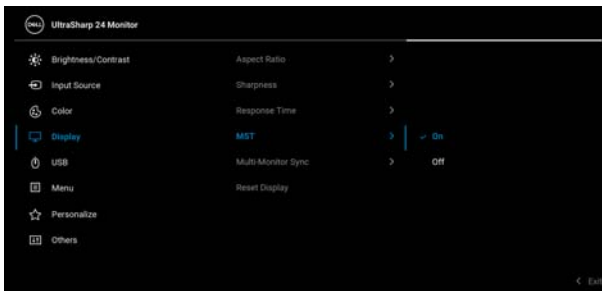 DELL UltraSharp 24 Monitor
Brightness/Contrast Aspect Ratio >
Input Source Sharpness >
Color Response Time >
Display MST > ✓ On
USB Multi-Monitor Sync > Off
Menu Reset Display
Personalize
Others
< Exit